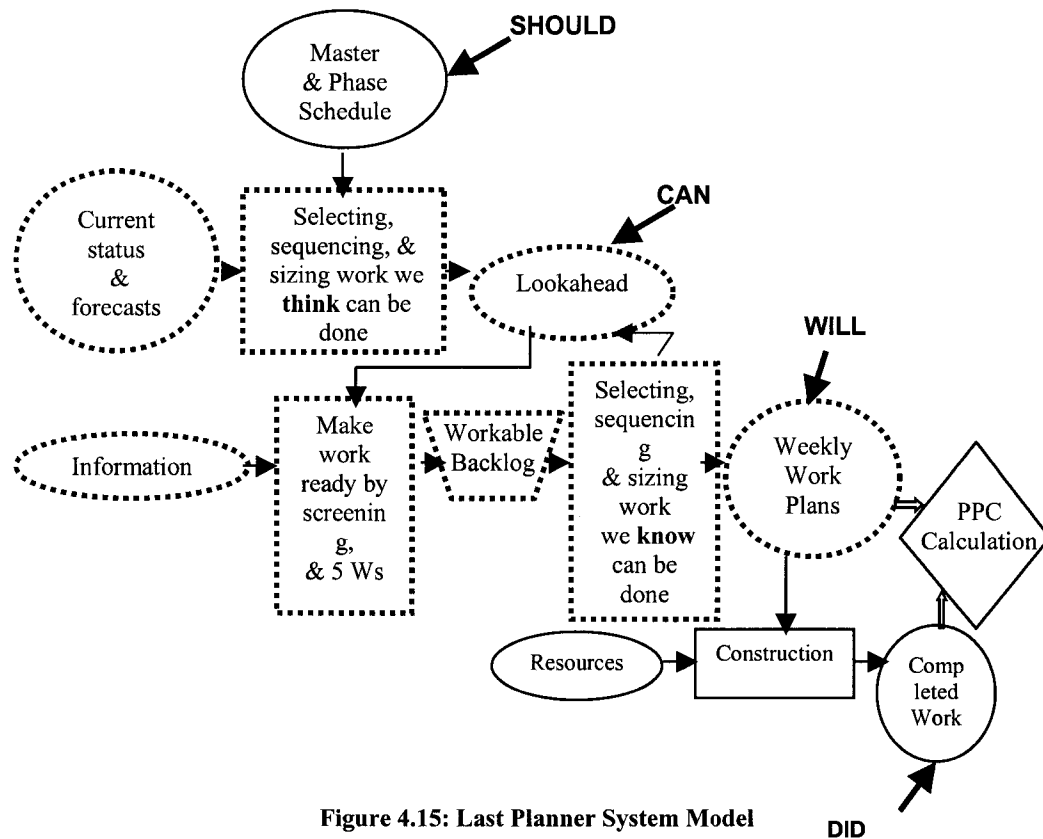 SHOULD
Master
& Phase
Schedule
CAN
Current
status
&
forecasts
Selecting,
sequencing, &
sizing work we
think can be
done
Lookahead
WILL
Information
Make
work
ready by
screenin
g,
& 5 Ws
Workable
Backlog
Selecting,
sequencin
g
& sizing
work
we know
can be
done
Weekly
Work
Plans
PPC
Calculation
Resources
Construction
Comp
leted
Work
DID
Figure 4.15: Last Planner System Model